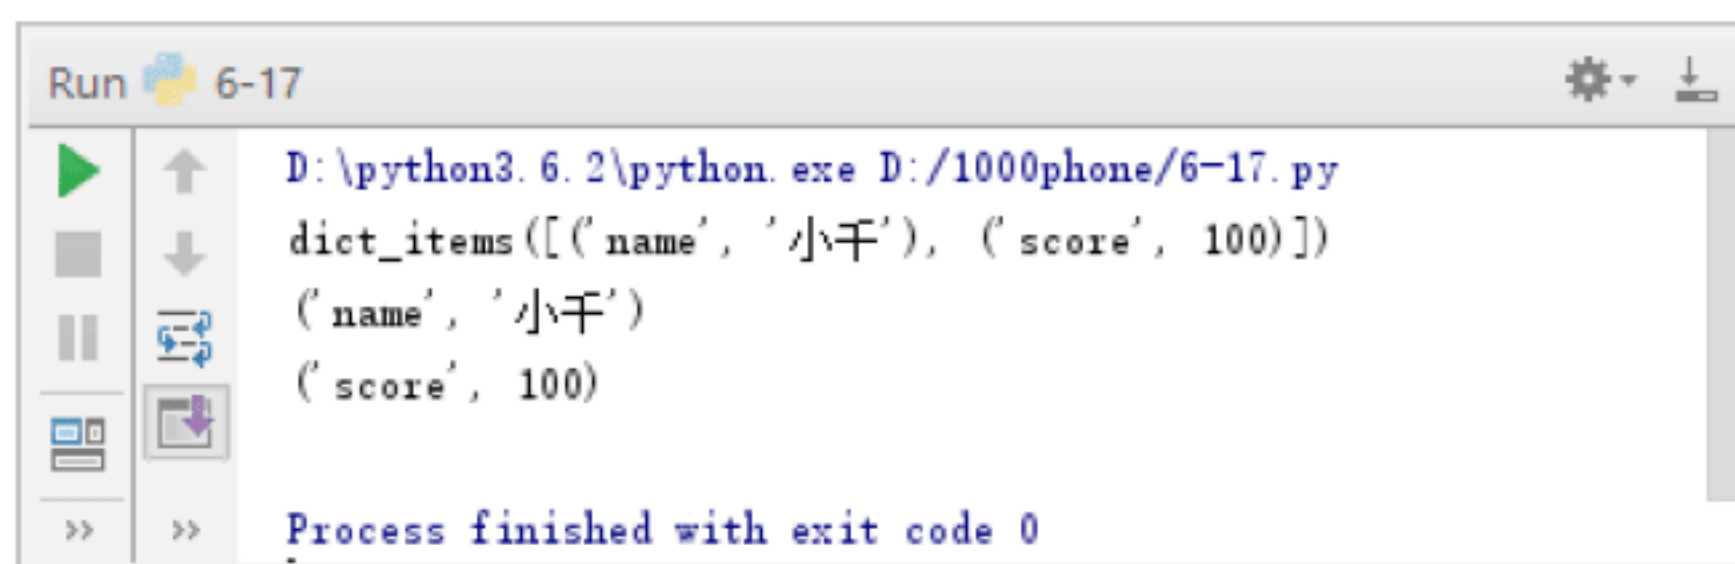 Run 6-17
D:\python3.6.2\python.exe D:/1000phone/6-17.py
dict_items([('name', '小千'), ('score', 100)])
('name', '小千')
('score', 100)
Process finished with exit code 0